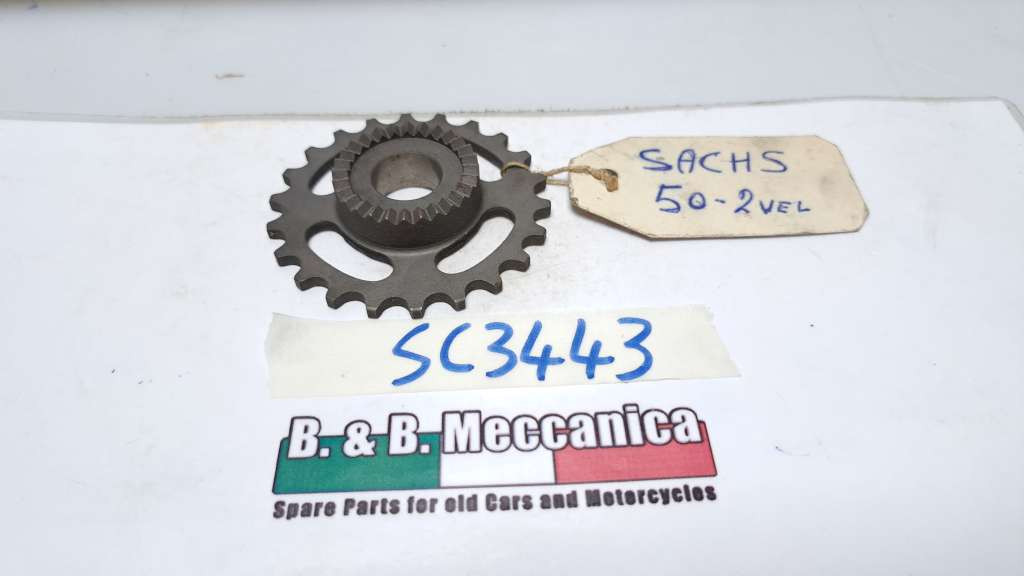 SACHS
50-2VEL
SC3443
B. & B. Meccanica
Spare Parts for old Cars and Motorcycles